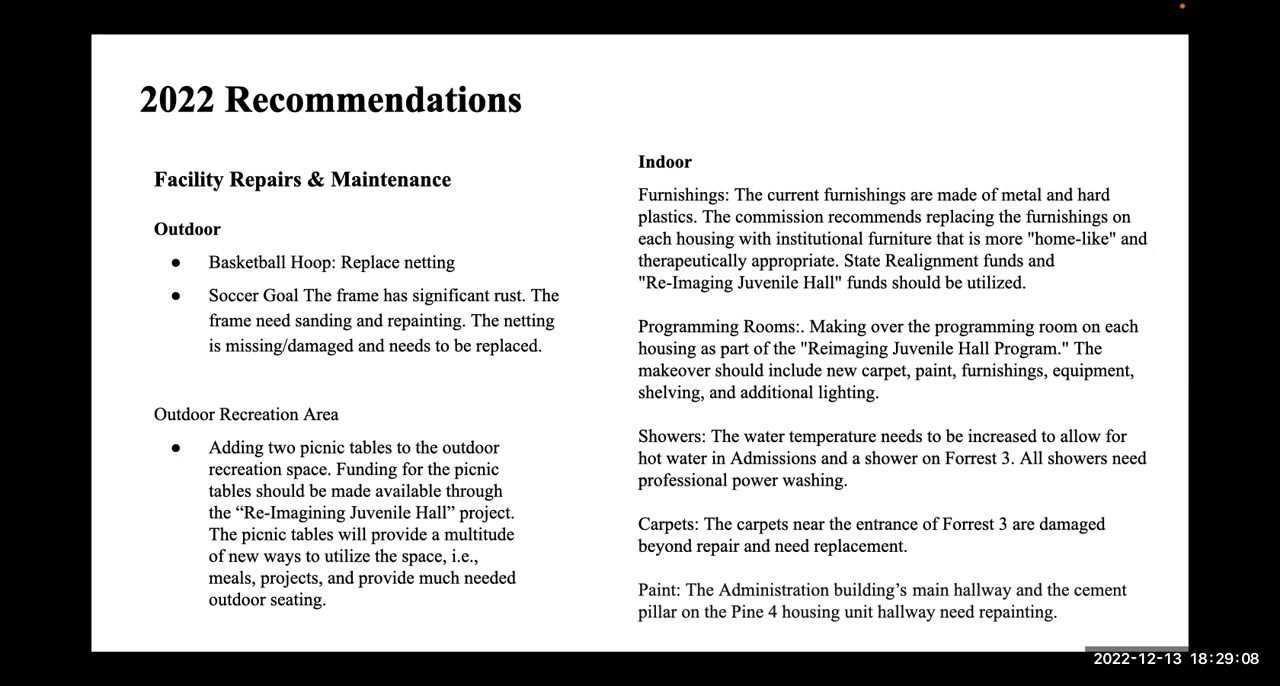 2022 Recommendations
Facility Repairs & Maintenance
Outdoor
● Basketball Hoop: Replace netting
● Soccer Goal The frame has significant rust. The
frame need sanding and repainting. The netting
is missing/damaged and needs to be replaced.
Outdoor Recreation Area
● Adding two picnic tables to the outdoor
recreation space. Funding for the picnic
tables should be made available through
the “Re-Imagining Juvenile Hall” project.
The picnic tables will provide a multitude
of new ways to utilize the space, i.e.,
meals, projects, and provide much needed
outdoor seating.
Indoor
Furnishings: The current furnishings are made of metal and hard
plastics. The commission recommends replacing the furnishings on
each housing with institutional furniture that is more "home-like" and
therapeutically appropriate. State Realignment funds and
"Re-Imaging Juvenile Hall" funds should be utilized.
Programming Rooms:. Making over the programming room on each
housing as part of the "Reimaging Juvenile Hall Program." The
makeover should include new carpet, paint, furnishings, equipment,
shelving, and additional lighting.
Showers: The water temperature needs to be increased to allow for
hot water in Admissions and a shower on Forrest 3. All showers need
professional power washing.
Carpets: The carpets near the entrance of Forrest 3 are damaged
beyond repair and need replacement.
Paint: The Administration building’s main hallway and the cement
pillar on the Pine 4 housing unit hallway need repainting.
2022-12-13 18:29:08